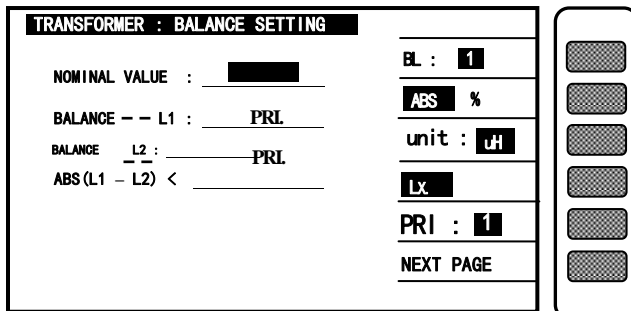 TRANSFORMER : BALANCE SETTING
NOMINAL VALUE :
BALANCE – – L1 : PRI.
BALANCE – – L2 : PRI.
ABS(L1 – L2) <
BL : 1
ABS %
unit : uH
Lx
PRI : 1
NEXT PAGE